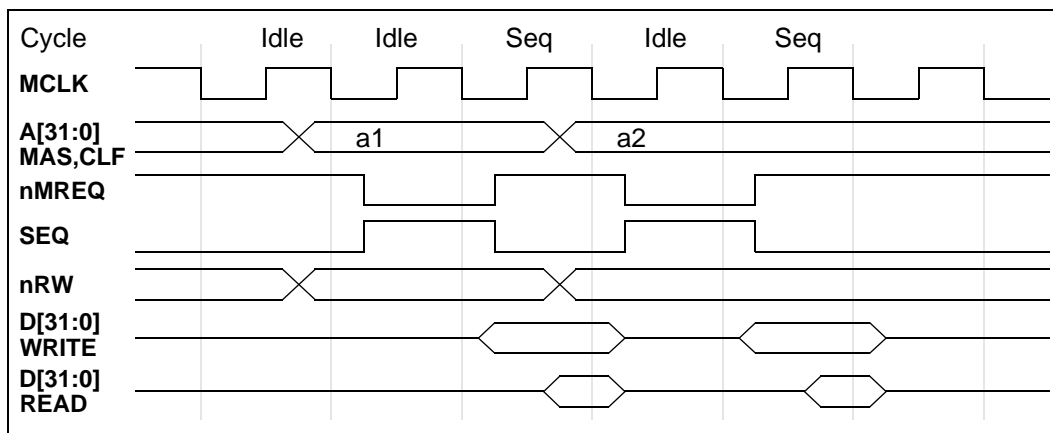 Cycle Idle Idle Seq Idle Seq
MCLK
A[31:0]
MAS,CLF
a1 a2
nMREQ
SEQ
nRW
D[31:0]
WRITE
D[31:0]
READ